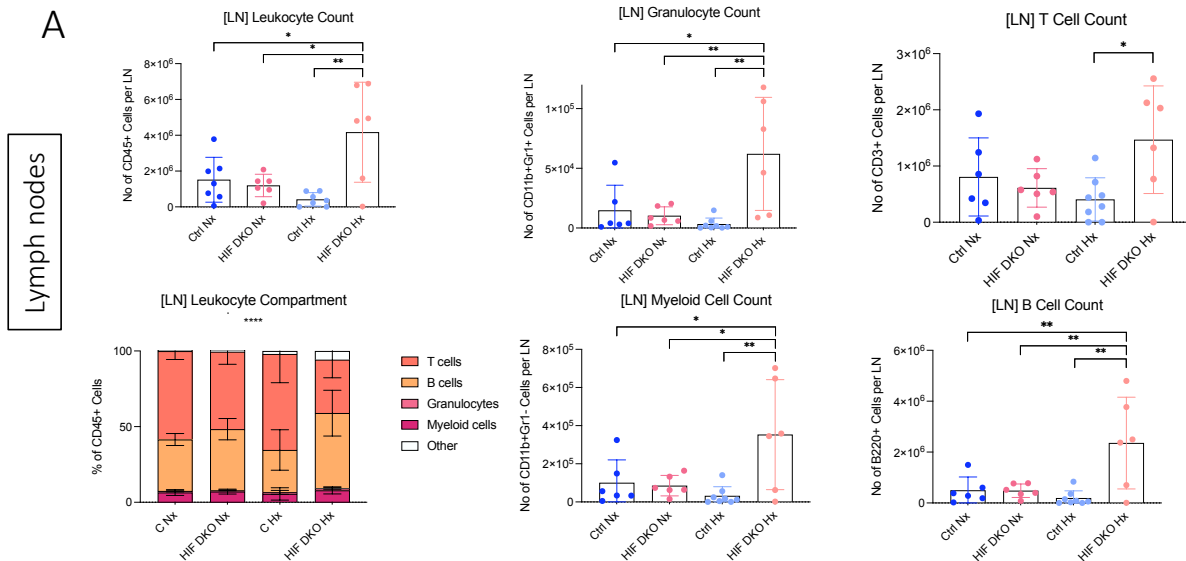 A
Lymph nodes
[LN] Leukocyte Count
* 
*
**
No of CD45+ Cells per LN
8×10⁶
6×10⁶
4×10⁶
2×10⁶
0
Ctrl Nx
HIF DKO Nx
Ctrl Hx
HIF DKO Hx
[LN] Granulocyte Count
*
**
**
No of CD11b+Gr1+ Cells per LN
1×10⁵
5×10⁴
0
Ctrl Nx
HIF DKO Nx
Ctrl Hx
HIF DKO Hx
[LN] T Cell Count
*
No of CD3+ Cells per LN
3×10⁶
2×10⁶
1×10⁶
0
Ctrl Nx
HIF DKO Nx
Ctrl Hx
HIF DKO Hx
[LN] Leukocyte Compartment
****
% of CD45+ Cells
100
50
0
C Nx
HIF DKO Nx
C Hx
HIF DKO Hx
T cells
B cells
Granulocytes
Myeloid cells
Other
[LN] Myeloid Cell Count
*
*
**
No of CD11b+Gr1- Cells per LN
8×10⁵
6×10⁵
4×10⁵
2×10⁵
0
Ctrl Nx
HIF DKO Nx
Ctrl Hx
HIF DKO Hx
[LN] B Cell Count
**
**
**
No of B220+ Cells per LN
6×10⁶
4×10⁶
2×10⁶
0
Ctrl Nx
HIF DKO Nx
Ctrl Hx
HIF DKO Hx